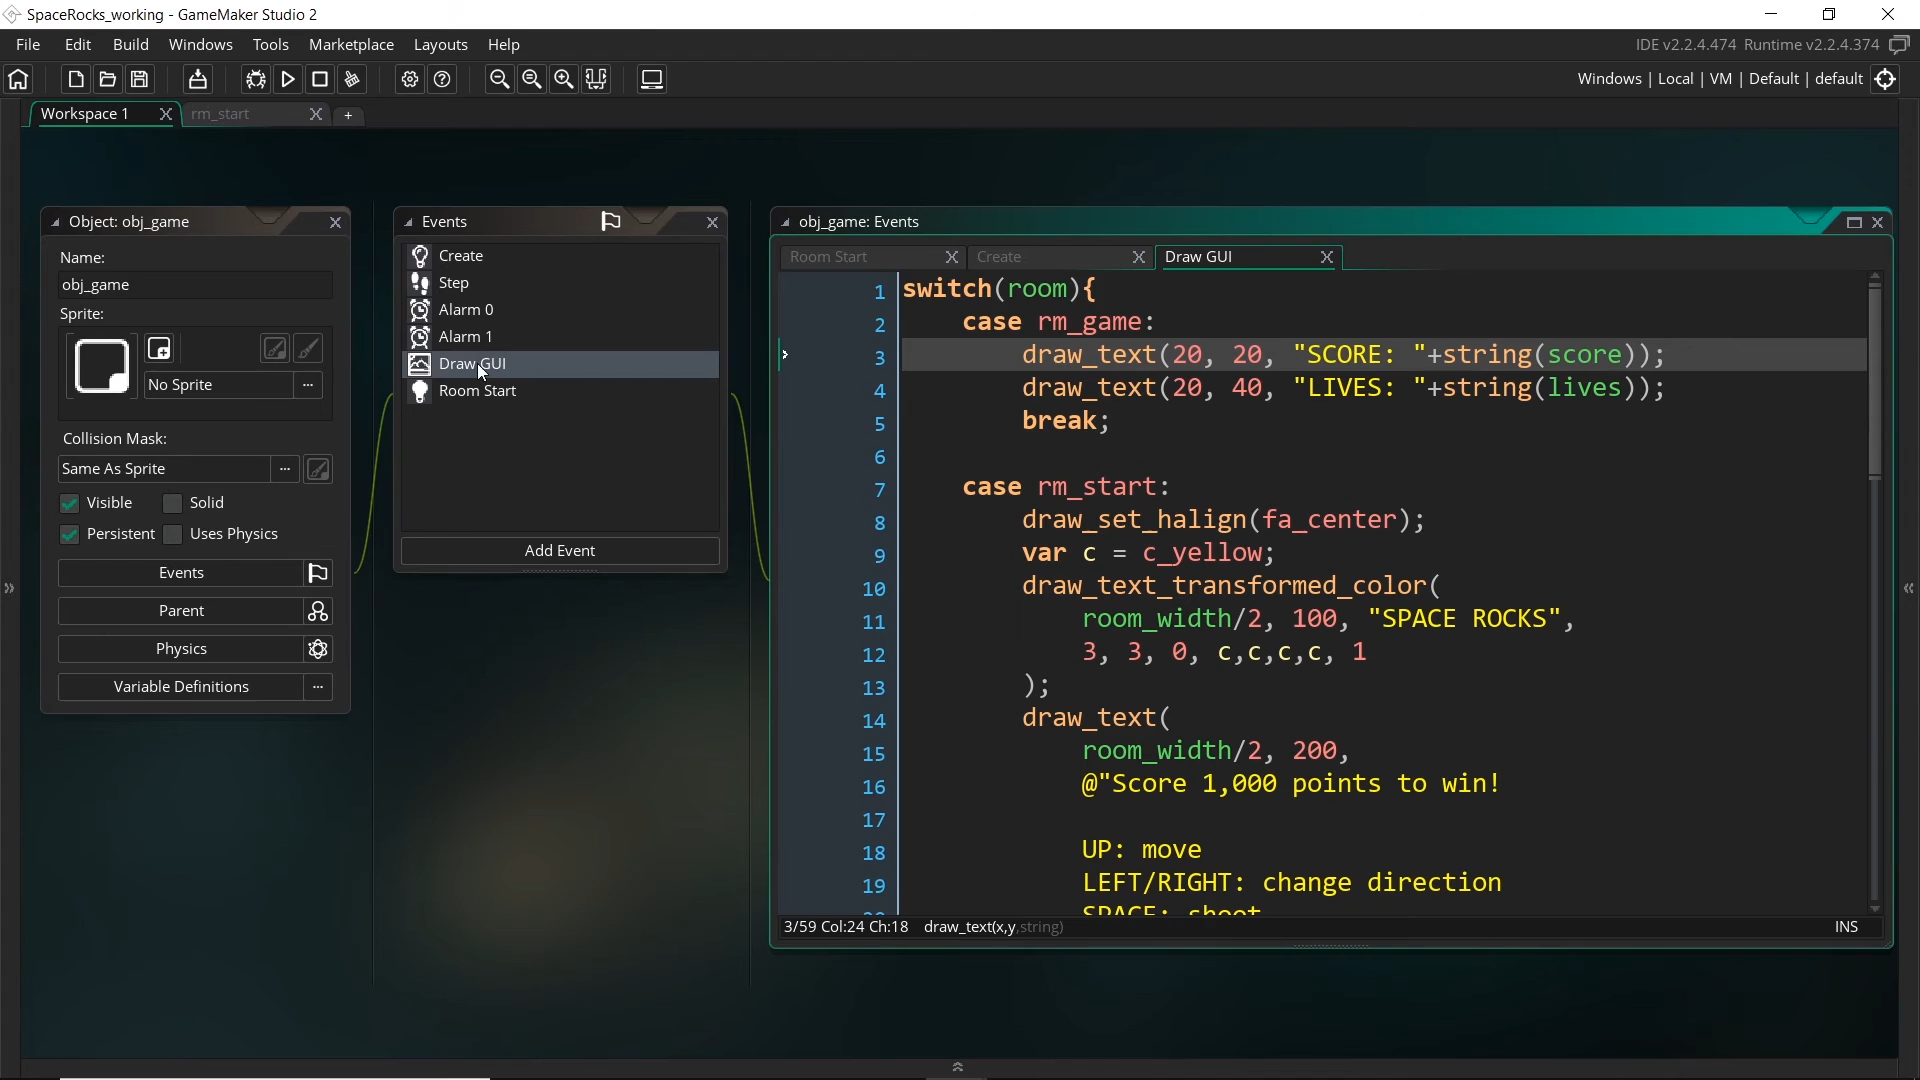 SpaceRocks_working - GameMaker Studio 2
File Edit Build Windows Tools Marketplace Layouts Help
IDE v2.2.4.474 Runtime v2.2.4.374
Windows | Local | VM | Default | default
Workspace 1
rm_start
Object: obj_game
Name:
obj_game
Sprite:
No Sprite
Collision Mask:
Same As Sprite
Visible Solid
Persistent Uses Physics
Events
Parent
Physics
Variable Definitions
Events
Create
Step
Alarm 0
Alarm 1
Draw GUI
Room Start
Add Event
obj_game: Events
Room Start Create Draw GUI
1 switch(room){
2 case rm_game:
3 draw_text(20, 20, "SCORE: "+string(score));
4 draw_text(20, 40, "LIVES: "+string(lives));
5 break;
6
7 case rm_start:
8 draw_set_halign(fa_center);
9 var c = c_yellow;
10 draw_text_transformed_color(
11 room_width/2, 100, "SPACE ROCKS",
12 3, 3, 0, c,c,c,c, 1
13 );
14 draw_text(
15 room_width/2, 200,
16 @"Score 1,000 points to win!
17
18 UP: move
19 LEFT/RIGHT: change direction
20 SPACE: shoot
3/59 Col:24 Ch:18 draw_text(x,y,string) INS